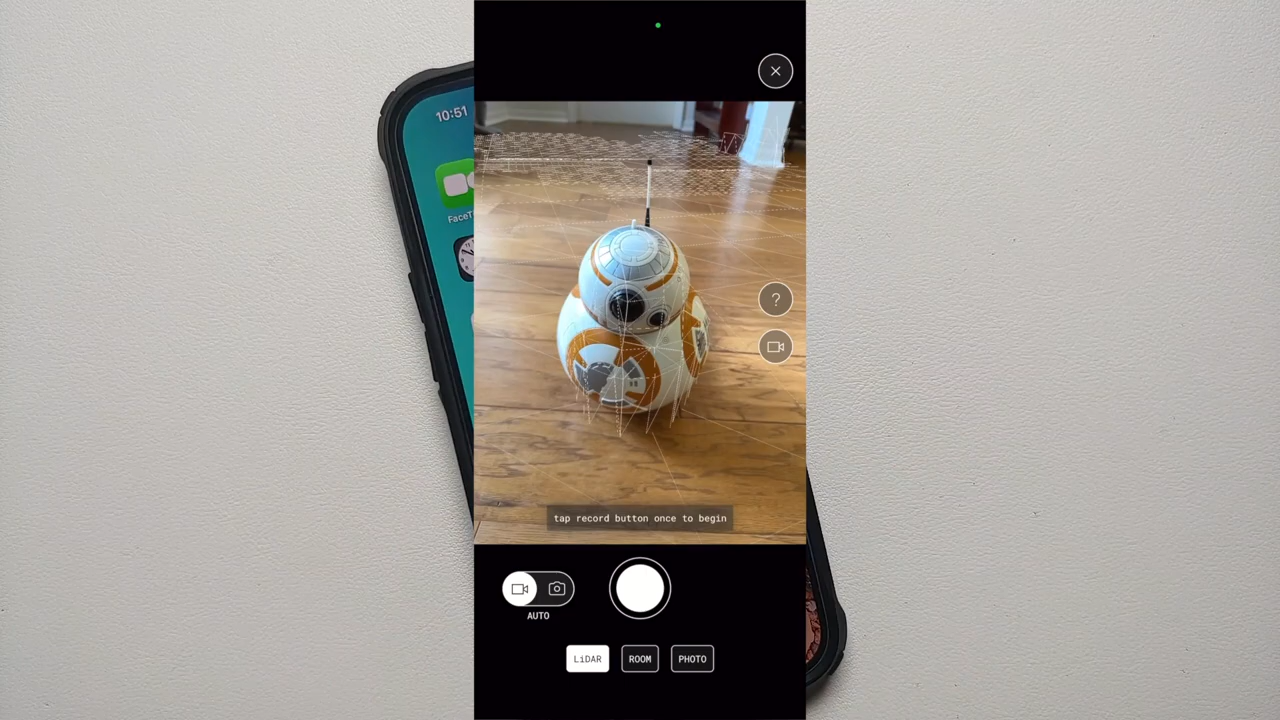 10:51
FaceT
?
tap record button once to begin
AUTO
LiDAR
ROOM
PHOTO